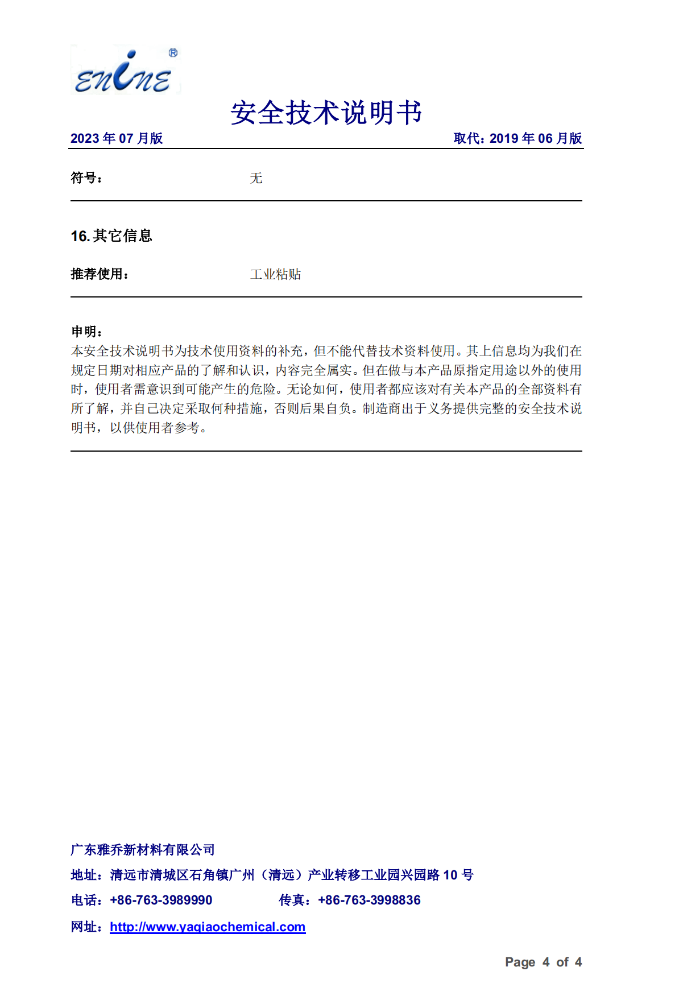 ENiNE®
安全技术说明书
2023 年 07 月版 取代：2019 年 06 月版
符号： 无
16. 其它信息
推荐使用： 工业粘贴
申明：
本安全技术说明书为技术使用资料的补充，但不能代替技术资料使用。其上信息均为我们在
规定日期对相应产品的了解和认识，内容完全属实。但在做与本产品原指定用途以外的使用
时，使用者需意识到可能产生的危险。无论如何，使用者都应该对有关本产品的全部资料有
所了解，并自己决定采取何种措施，否则后果自负。制造商出于义务提供完整的安全技术说
明书，以供使用者参考。
广东雅乔新材料有限公司
地址：清远市清城区石角镇广州（清远）产业转移工业园兴园路 10 号
电话：+86-763-3989990 传真：+86-763-3998836
网址：http://www.yaqiaochemical.com
Page 4 of 4